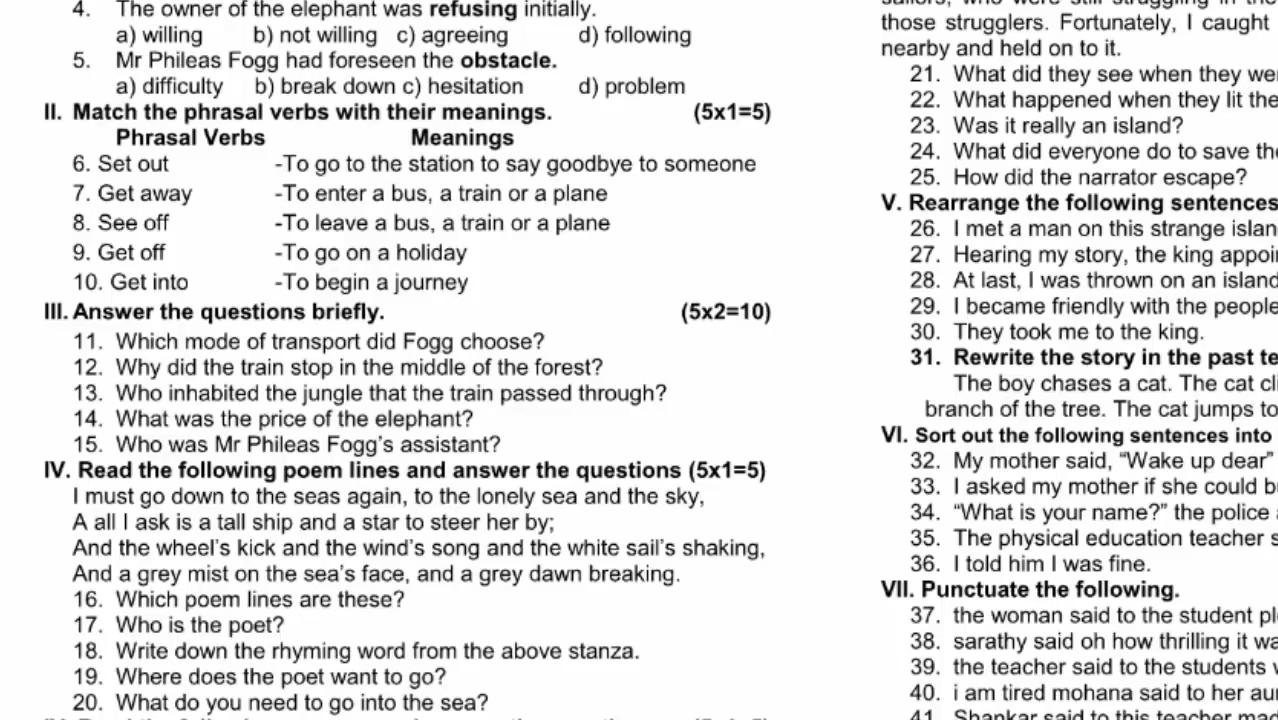 4. The owner of the elephant was refusing initially.
a) willing b) not willing c) agreeing d) following
5. Mr Phileas Fogg had foreseen the obstacle.
a) difficulty b) break down c) hesitation d) problem
II. Match the phrasal verbs with their meanings. (5x1=5)
Phrasal Verbs Meanings
6. Set out -To go to the station to say goodbye to someone
7. Get away -To enter a bus, a train or a plane
8. See off -To leave a bus, a train or a plane
9. Get off -To go on a holiday
10. Get into -To begin a journey
III. Answer the questions briefly. (5x2=10)
11. Which mode of transport did Fogg choose?
12. Why did the train stop in the middle of the forest?
13. Who inhabited the jungle that the train passed through?
14. What was the price of the elephant?
15. Who was Mr Phileas Fogg's assistant?
IV. Read the following poem lines and answer the questions (5x1=5)
I must go down to the seas again, to the lonely sea and the sky,
A all I ask is a tall ship and a star to steer her by;
And the wheel's kick and the wind's song and the white sail's shaking,
And a grey mist on the sea's face, and a grey dawn breaking.
16. Which poem lines are these?
17. Who is the poet?
18. Write down the rhyming word from the above stanza.
19. Where does the poet want to go?
20. What do you need to go into the sea?
those strugglers. Fortunately, I caught
nearby and held on to it.
21. What did they see when they
22. What happened when they lit the
23. Was it really an island?
24. What did everyone do to save
25. How did the narrator escape?
V. Rearrange the following sentences
26. I met a man on this strange
27. Hearing my story, the king
28. At last, I was thrown on an island
29. I became friendly with the people
30. They took me to the king.
31. Rewrite the story in the past
The boy chases a cat. The cat
branch of the tree. The cat jumps to
VI. Sort out the following sentences into
32. My mother said, “Wake up dear”
33. I asked my mother if she could
34. “What is your name?” the police
35. The physical education teacher
36. I told him I was fine.
VII. Punctuate the following.
37. the woman said to the student
38. sarathy said oh how thrilling it
39. the teacher said to the students
40. i am tired mohana said to her
41. Shankar said to this teacher